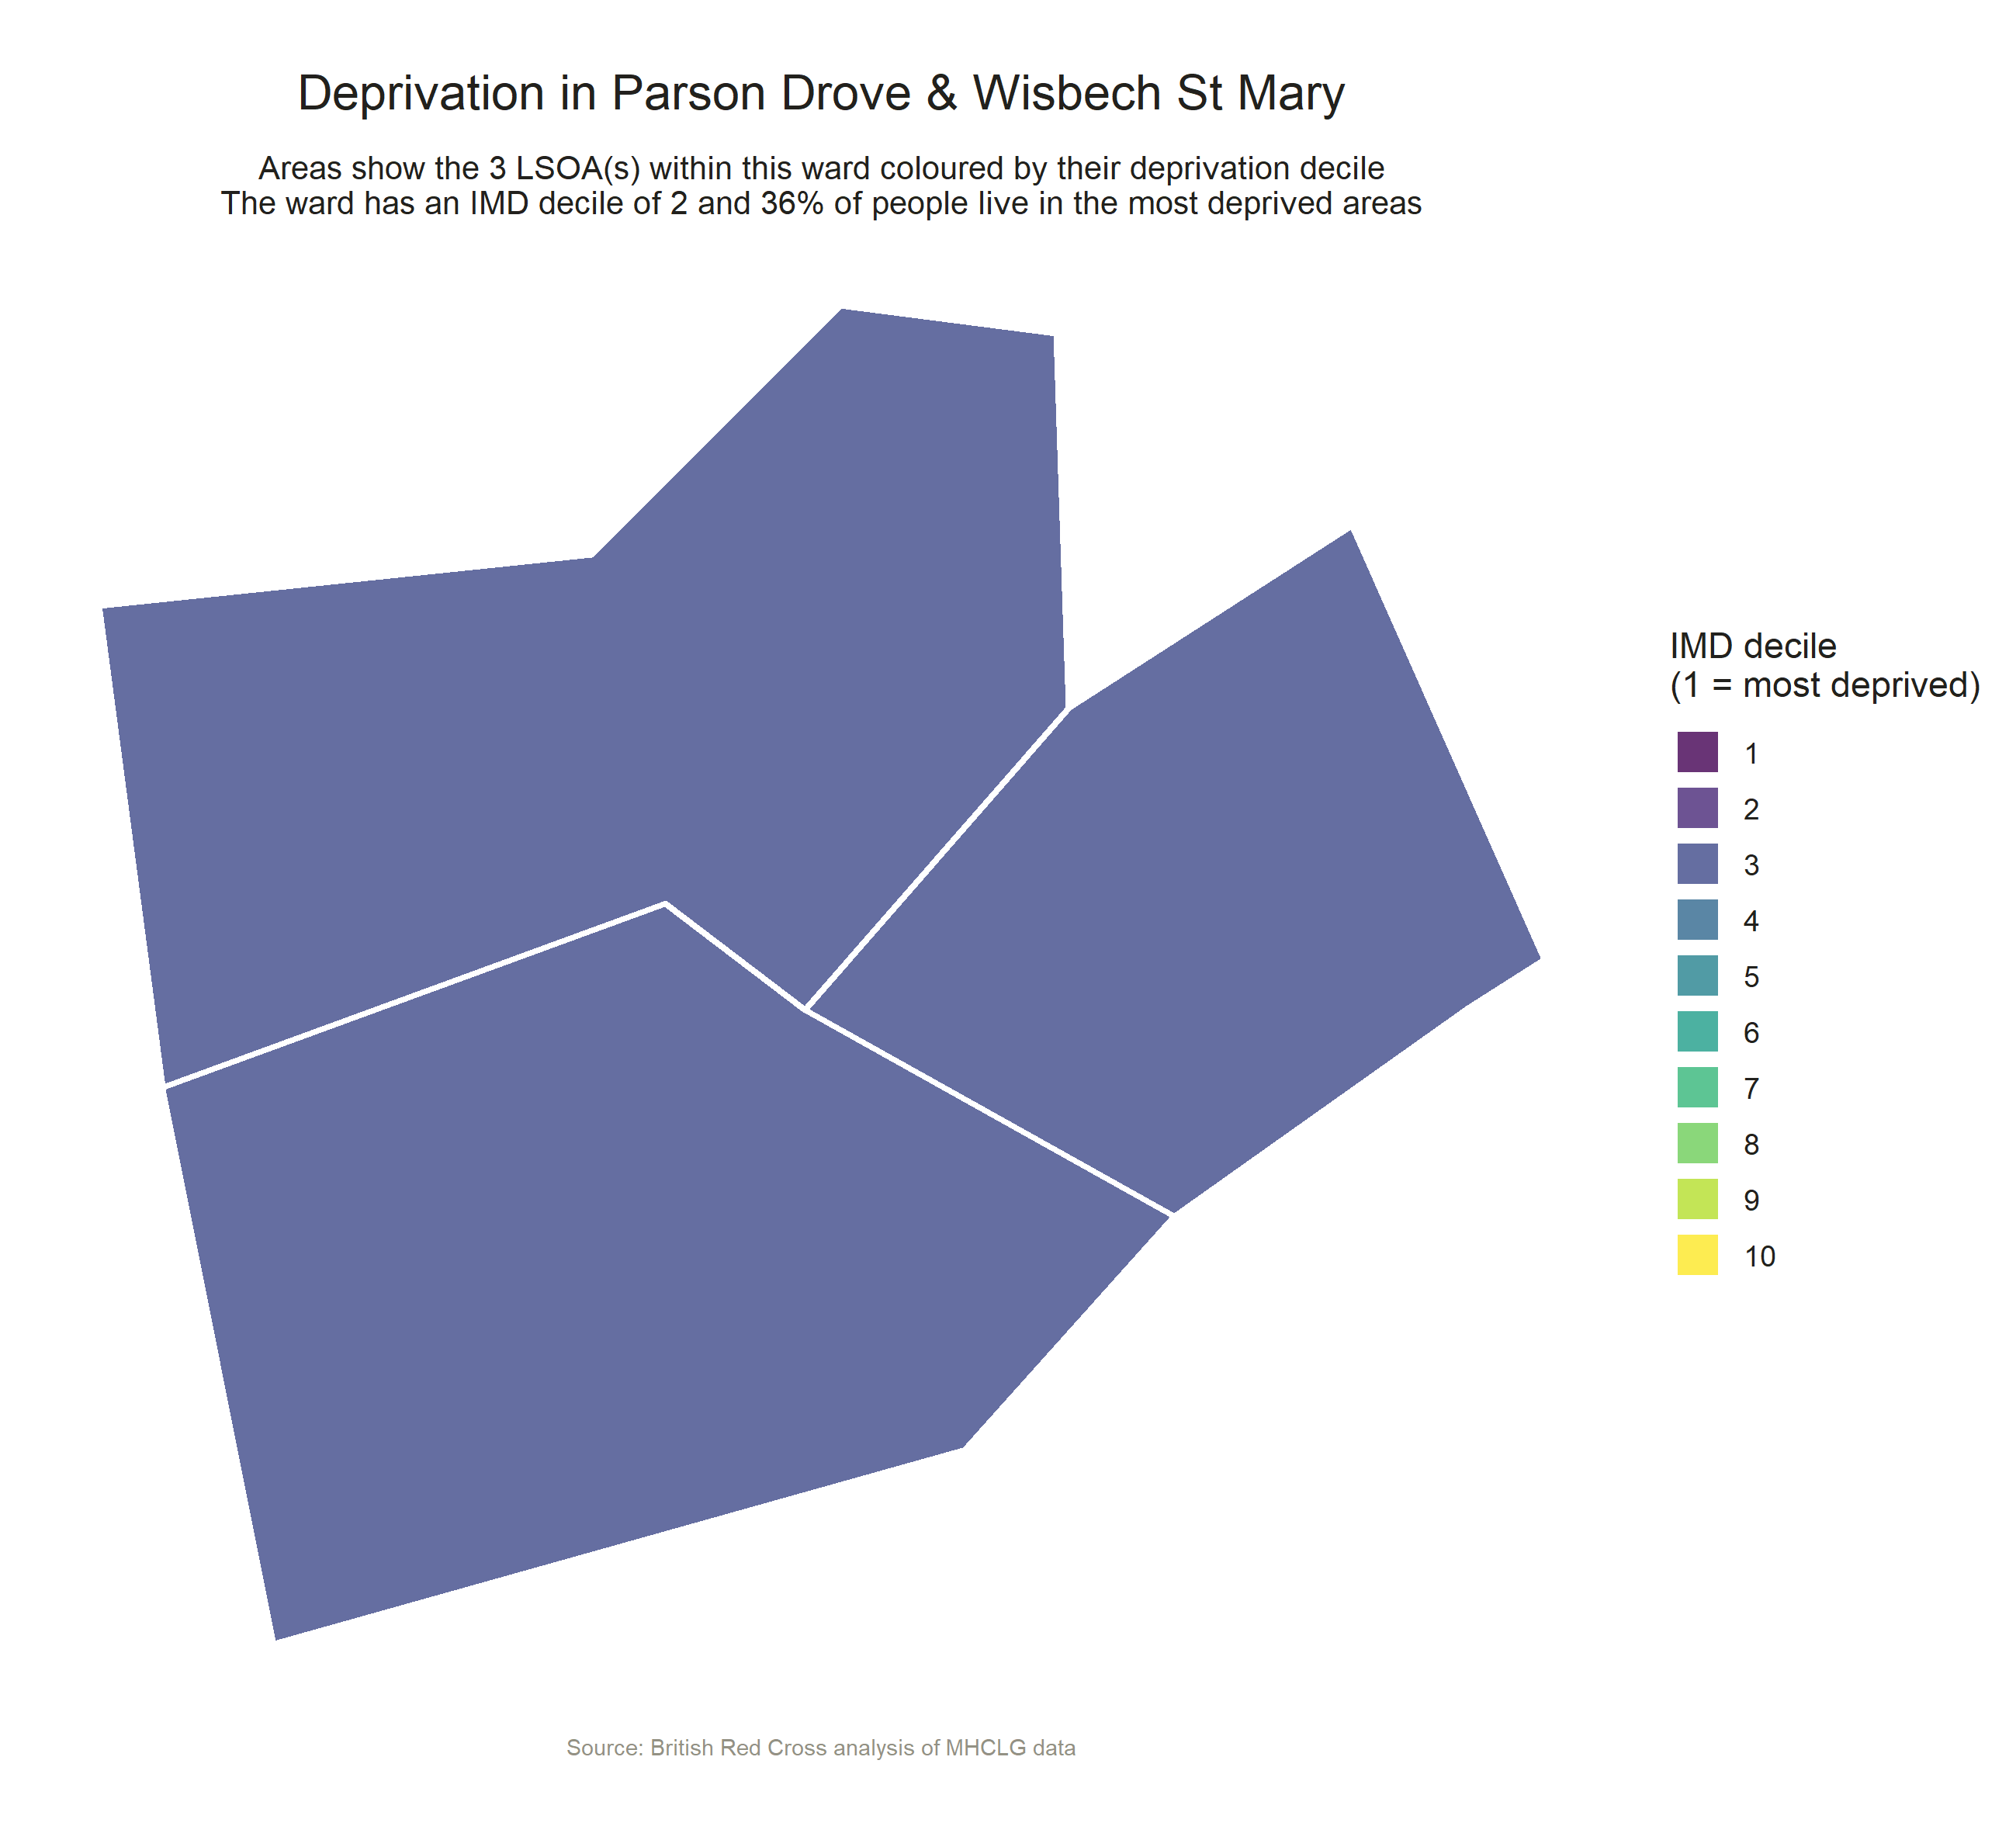 Deprivation in Parson Drove & Wisbech St Mary
Areas show the 3 LSOA(s) within this ward coloured by their deprivation decile
The ward has an IMD decile of 2 and 36% of people live in the most deprived areas
IMD decile
(1 = most deprived)
1
2
3
4
5
6
7
8
9
10
Source: British Red Cross analysis of MHCLG data